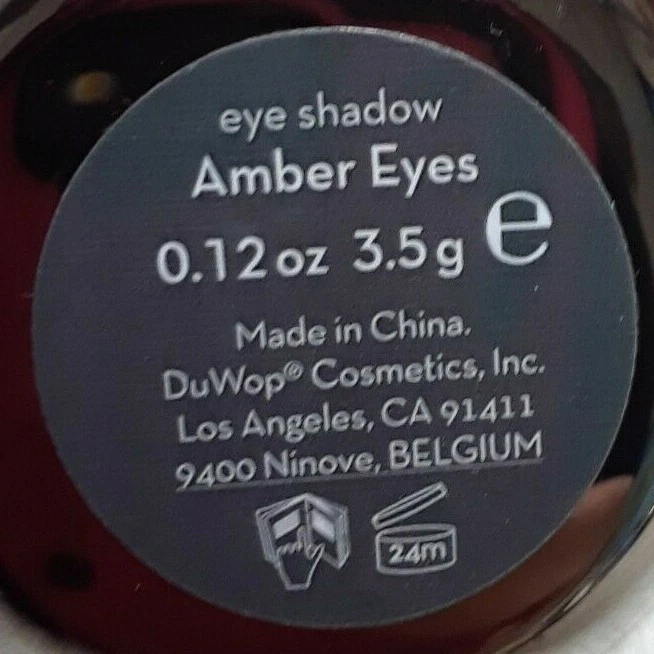 eye shadow
Amber Eyes
0.12 oz 3.5 g e
Made in China.
DuWop® Cosmetics, Inc.
Los Angeles, CA 91411
9400 Ninove, BELGIUM
24m